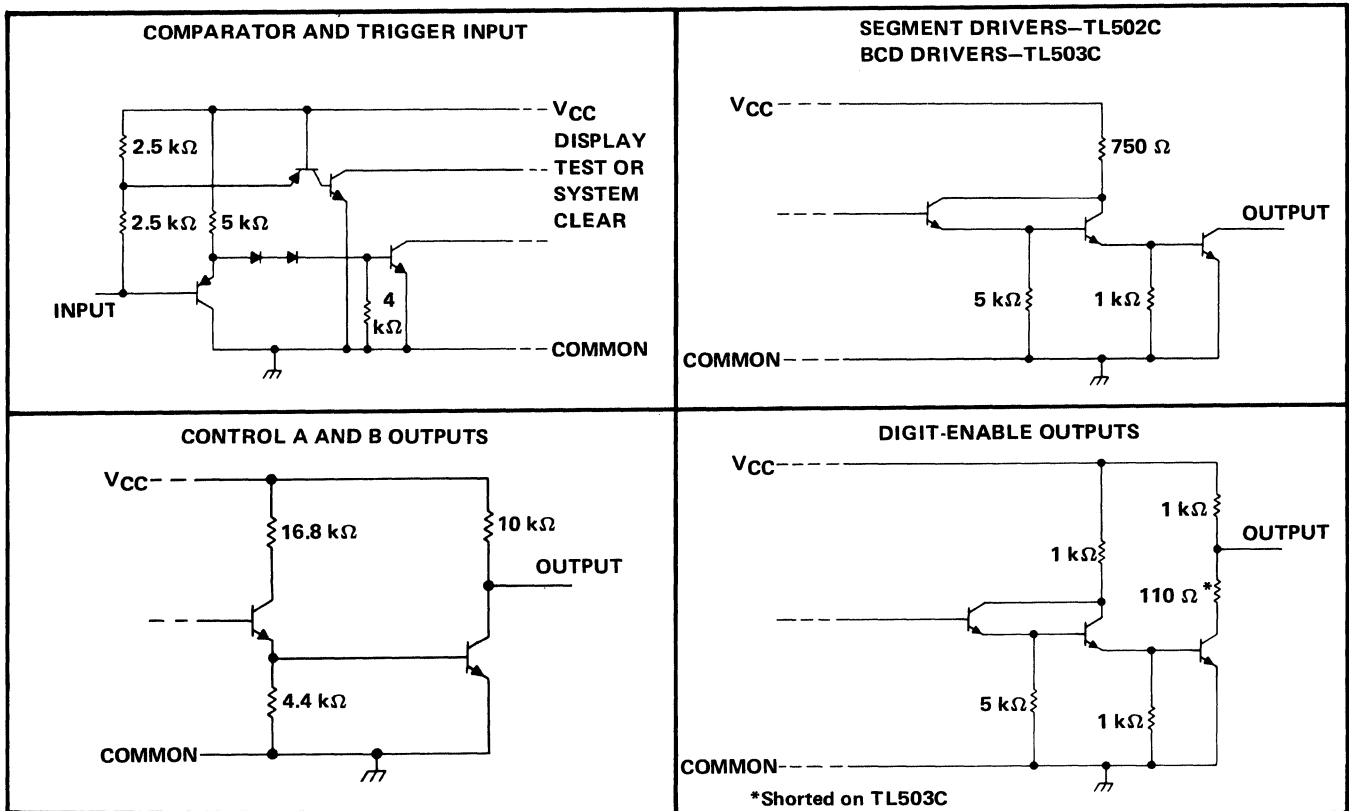 COMPARATOR AND TRIGGER INPUT
VCC
DISPLAY
TEST OR
SYSTEM
CLEAR
2.5 kΩ
2.5 kΩ
5 kΩ
INPUT
4
kΩ
COMMON
SEGMENT DRIVERS–TL502C
BCD DRIVERS–TL503C
VCC
750 Ω
OUTPUT
5 kΩ
1 kΩ
COMMON
CONTROL A AND B OUTPUTS
VCC
16.8 kΩ
10 kΩ
OUTPUT
4.4 kΩ
COMMON
DIGIT-ENABLE OUTPUTS
VCC
1 kΩ
OUTPUT
1 kΩ
110 Ω *
5 kΩ
1 kΩ
COMMON
*Shorted on TL503C